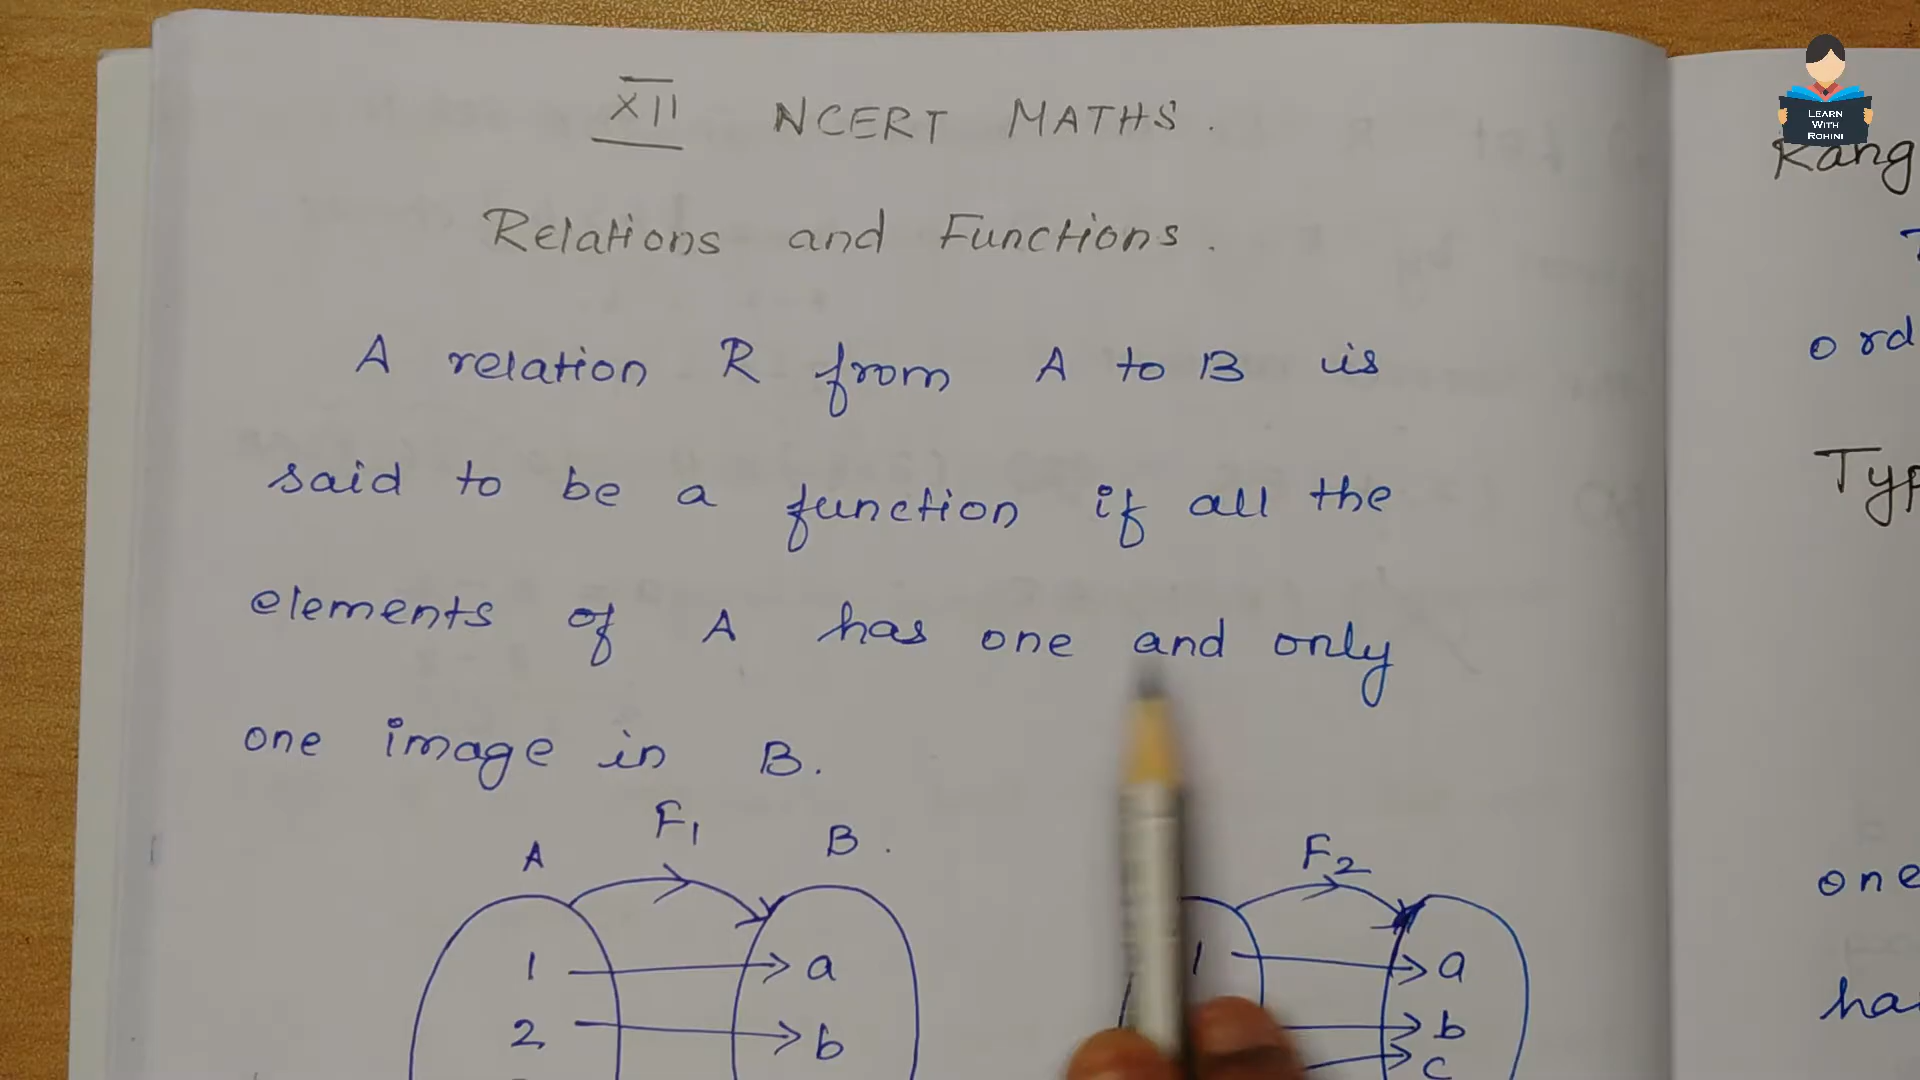 XII NCERT MATHS.
Relations and Functions.
A relation R from A to B is
said to be a function if all the
elements of A has one and only
one image in B.
A F1 B.
1 a
2 b
F2
1 a
b
c
LEARN
With
ROHINI
Rang
ord
Typ
one
ha